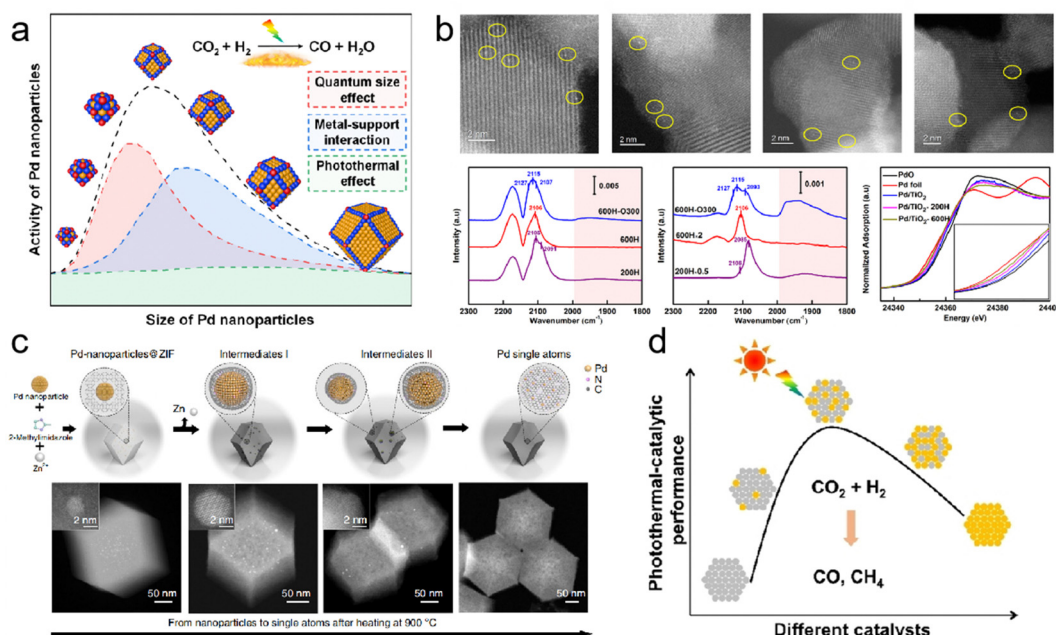 a
CO₂ + H₂ → CO + H₂O
Quantum size
effect
Metal-support
interaction
Photothermal
effect
Activity of Pd nanoparticles
Size of Pd nanoparticles
b
2 nm
2 nm
2 nm
2 nm
Intensity (a.u)
2115
2127
2107
0.005
600H-O300
2106
600H
2100
2091
200H
2300 2200 2100 2000 1900 1800
Wavenumber (cm⁻¹)
Intensity (a.u)
2115
2127
2093
0.001
600H-O300
2106
600H-2
2085
2108
200H-0.5
2300 2200 2100 2000 1900 1800
Wavenumber (cm⁻¹)
Normalized Adsorption (a.u)
PdO
Pd foil
Pd/TiO₂
Pd/TiO₂- 200H
Pd/TiO₂- 600H
24340 24360 24380 2440
Energy (eV)
c
Pd-nanoparticles@ZIF
Intermediates I
Intermediates II
Pd single atoms
Pd nanoparticle
+
2-Methylimidazole
+
Zn²⁺
Zn
Pd
N
C
2 nm
50 nm
2 nm
50 nm
2 nm
50 nm
50 nm
From nanoparticles to single atoms after heating at 900 °C
d
Photothermal-catalytic
performance
CO₂ + H₂
CO, CH₄
Different catalysts